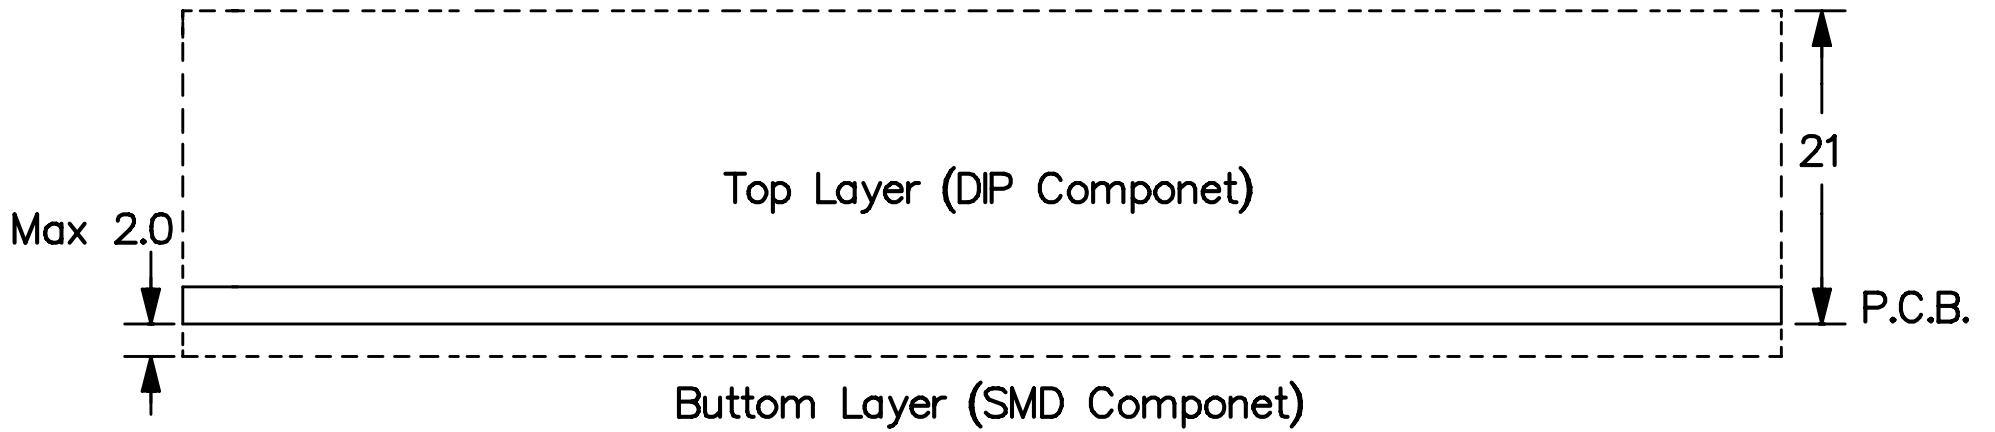 21
Top Layer (DIP Componet)
Max 2.0
P.C.B.
Buttom Layer (SMD Componet)